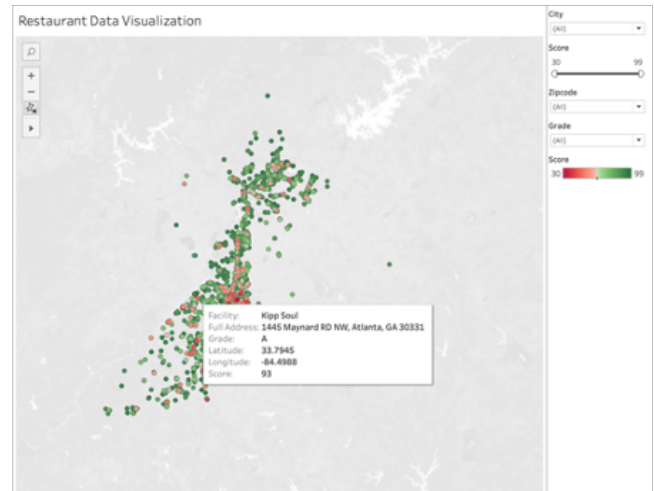 Restaurant Data Visualization
City
(All)
Score
30 99
Zipcode
(All)
Grade
(All)
Score
30 99
Facility: Kipp Soul
Full Address: 1445 Maynard RD NW, Atlanta, GA 30331
Grade: A
Latitude: 33.7945
Longitude: -84.4988
Score: 93